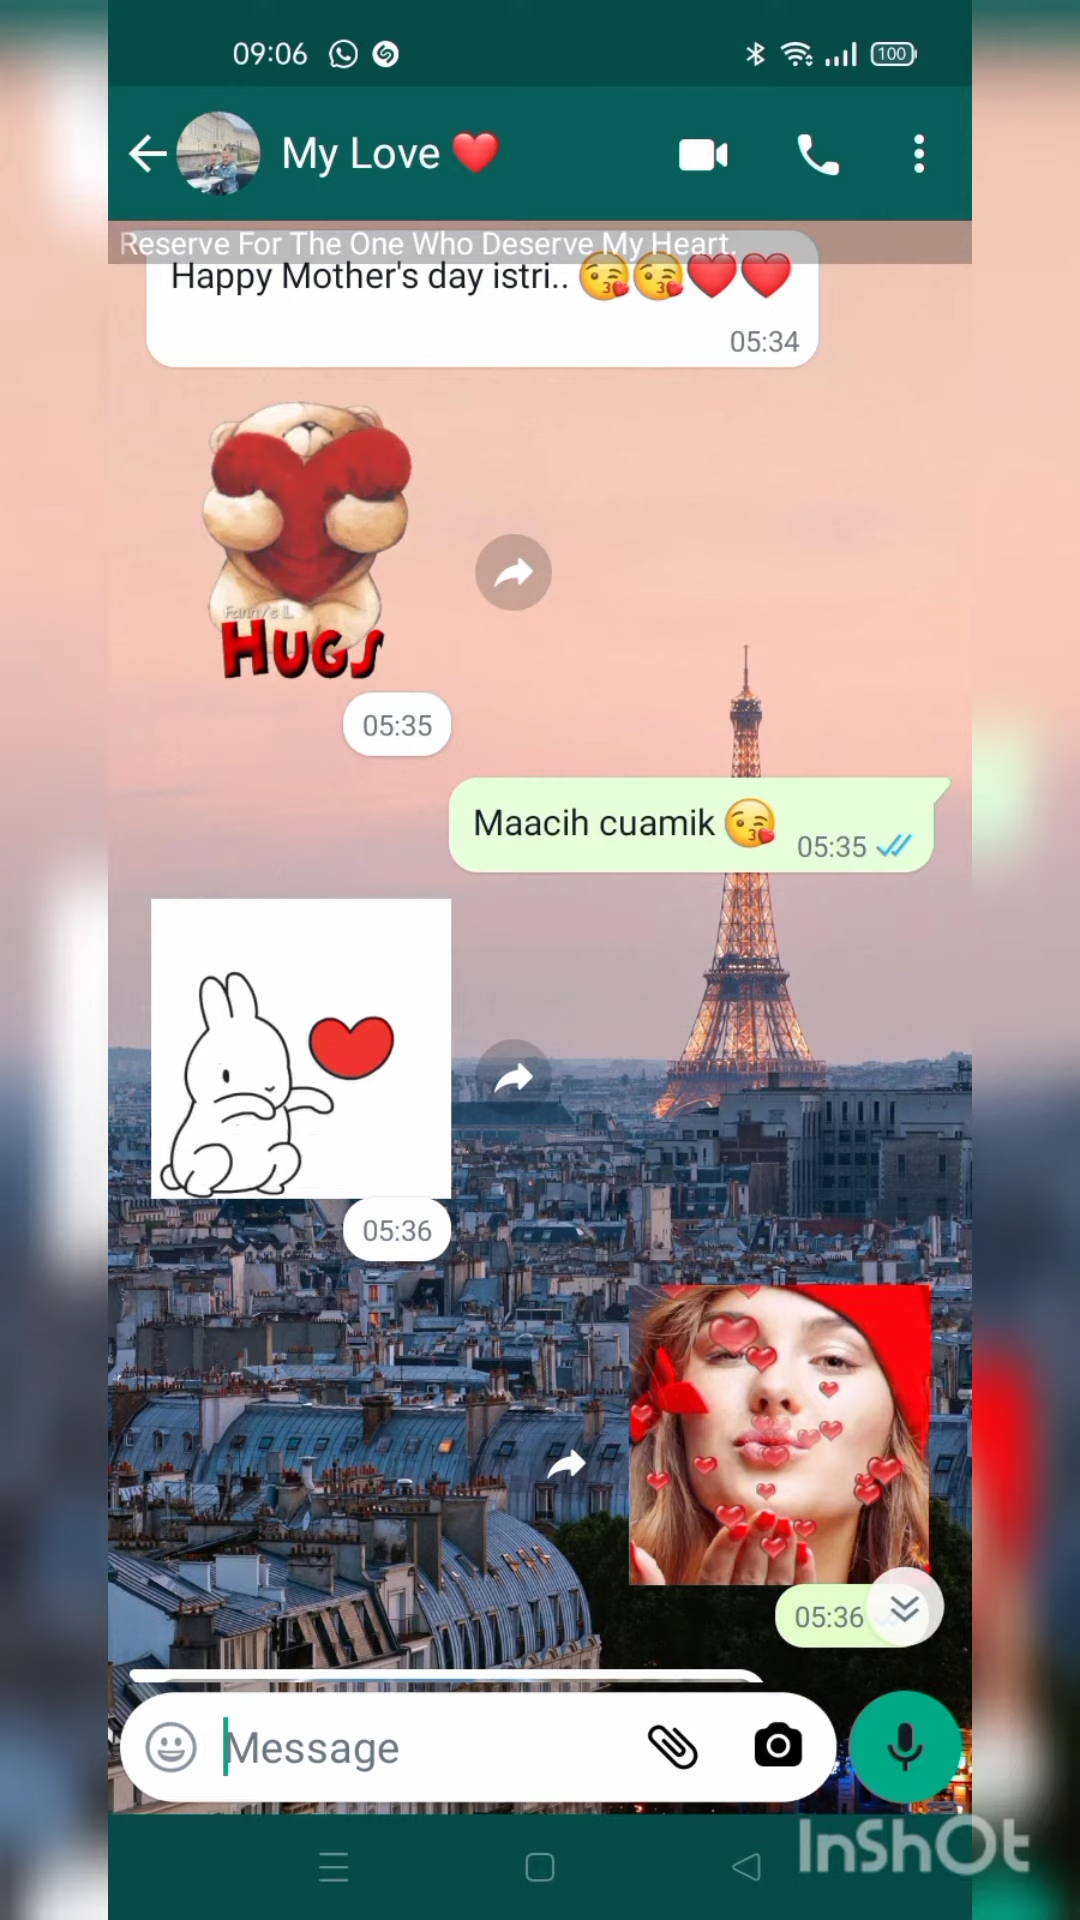 09:06
100
My Love ❤️
Reserve For The One Who Deserve My Heart.
Happy Mother's day istri.. 😘😘❤️❤️
05:34
Fanny's
HUGS
05:35
Maacih cuamik 😘
05:35
05:36
05:36
Message
InShOt